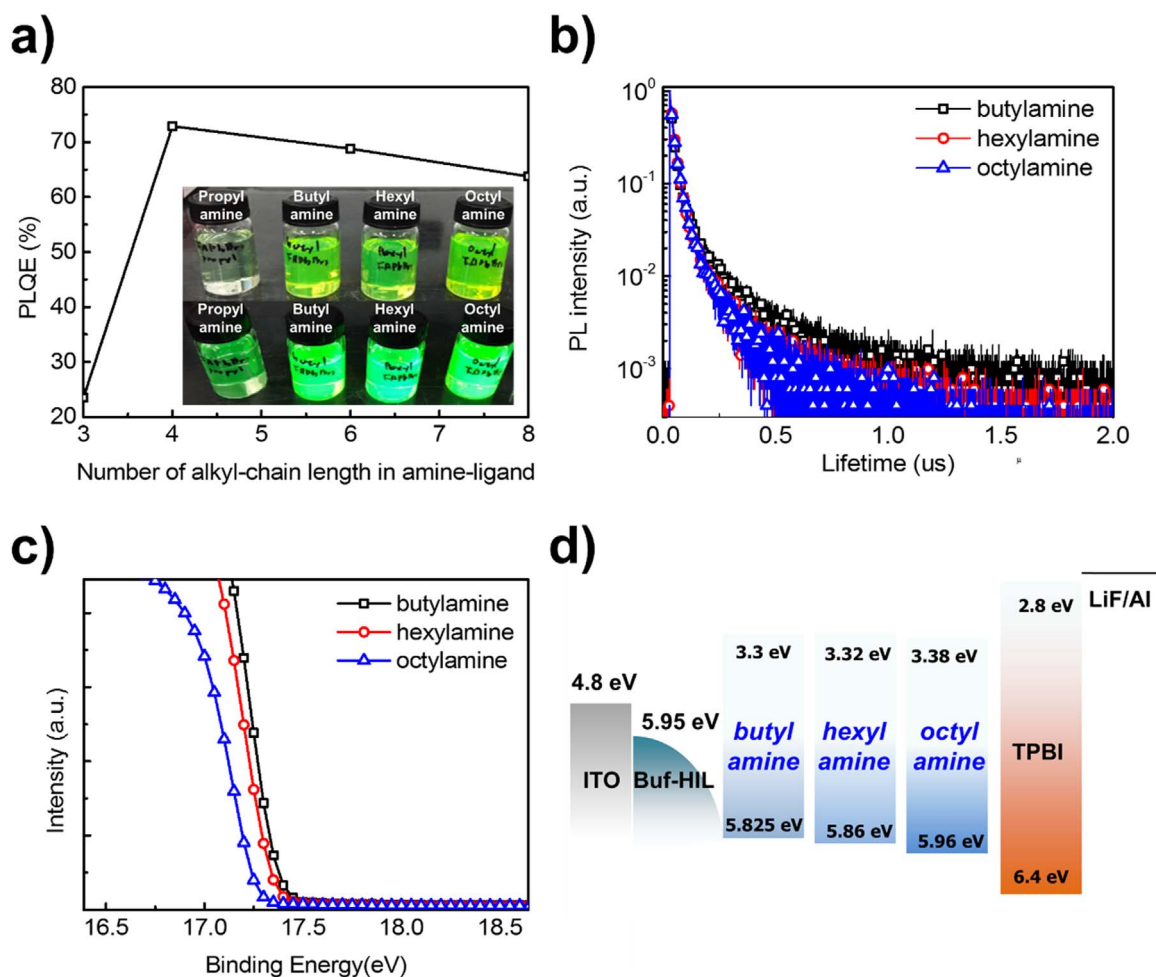 a)
PLQE (%)
80
70
60
50
40
30
20
3
4
5
6
7
8
Number of alkyl-chain length in amine-ligand
Propyl
amine
Butyl
amine
Hexyl
amine
Octyl
amine
Propyl
amine
Butyl
amine
Hexyl
amine
Octyl
amine
b)
PL intensity (a.u.)
10⁰
10⁻¹
10⁻²
10⁻³
0.0
0.5
1.0
1.5
2.0
Lifetime (us)
μ
butylamine
hexylamine
octylamine
c)
Intensity (a.u.)
butylamine
hexylamine
octylamine
16.5
17.0
17.5
18.0
18.5
Binding Energy(eV)
d)
4.8 eV
ITO
5.95 eV
Buf-HIL
3.3 eV
butyl
amine
5.825 eV
3.32 eV
hexyl
amine
5.86 eV
3.38 eV
octyl
amine
5.96 eV
2.8 eV
TPBI
6.4 eV
LiF/Al